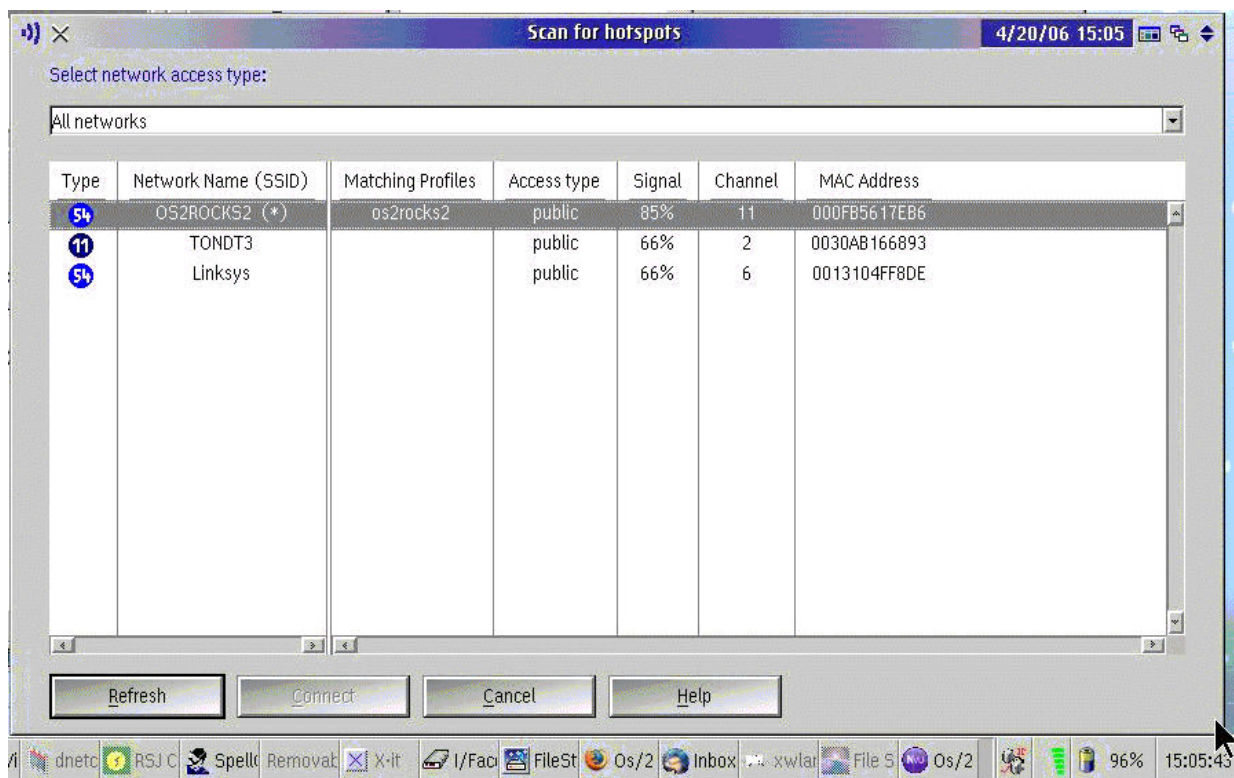 Scan for hotspots 4/20/06 15:05
Select network access type:
All networks
Type Network Name (SSID) Matching Profiles Access type Signal Channel MAC Address
54 OS2ROCKS2 (*) os2rocks2 public 85% 11 000FB5617EB6
11 TONDT3 public 66% 2 0030AB166893
54 Linksys public 66% 6 0013104FF8DE
Refresh Connect Cancel Help
dnetc RSJ C Spell Removab X-it I/Fac FileSt Os/2 Inbox xwlan File S Os/2 96% 15:05:43